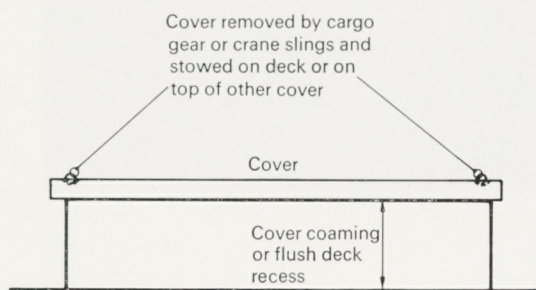 Cover removed by cargo
gear or crane slings and
stowed on deck or on
top of other cover
Cover
Cover coaming
or flush deck
recess